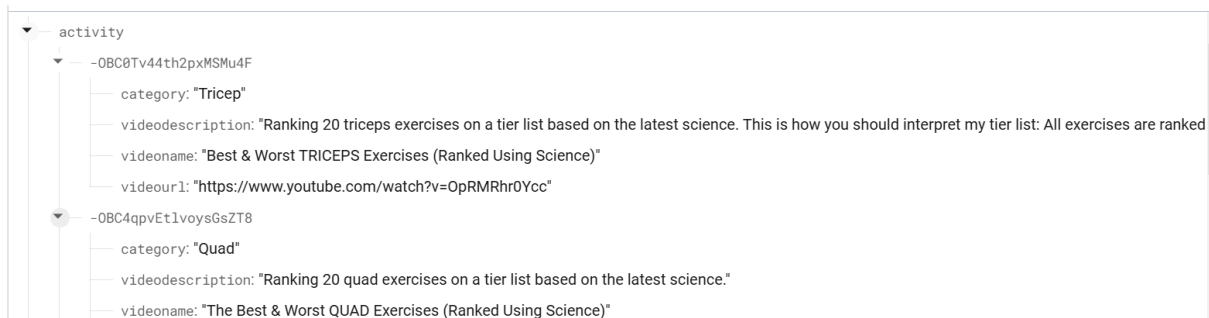 activity
-OBC0Tv44th2pxMSMu4F
category: "Tricep"
videodescription: "Ranking 20 triceps exercises on a tier list based on the latest science. This is how you should interpret my tier list: All exercises are ranked
videoname: "Best & Worst TRICEPS Exercises (Ranked Using Science)"
videourl: "https://www.youtube.com/watch?v=OpRMRhr0Ycc"
-OBC4qpvEtlvoysGsZT8
category: "Quad"
videodescription: "Ranking 20 quad exercises on a tier list based on the latest science."
videoname: "The Best & Worst QUAD Exercises (Ranked Using Science)"